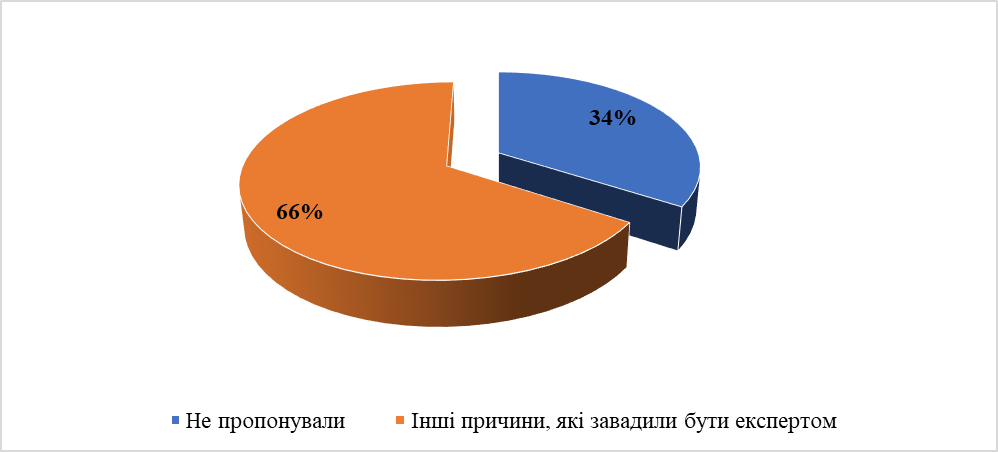 34%
66%
Не пропонували
Інші причини, які завадили бути експертом